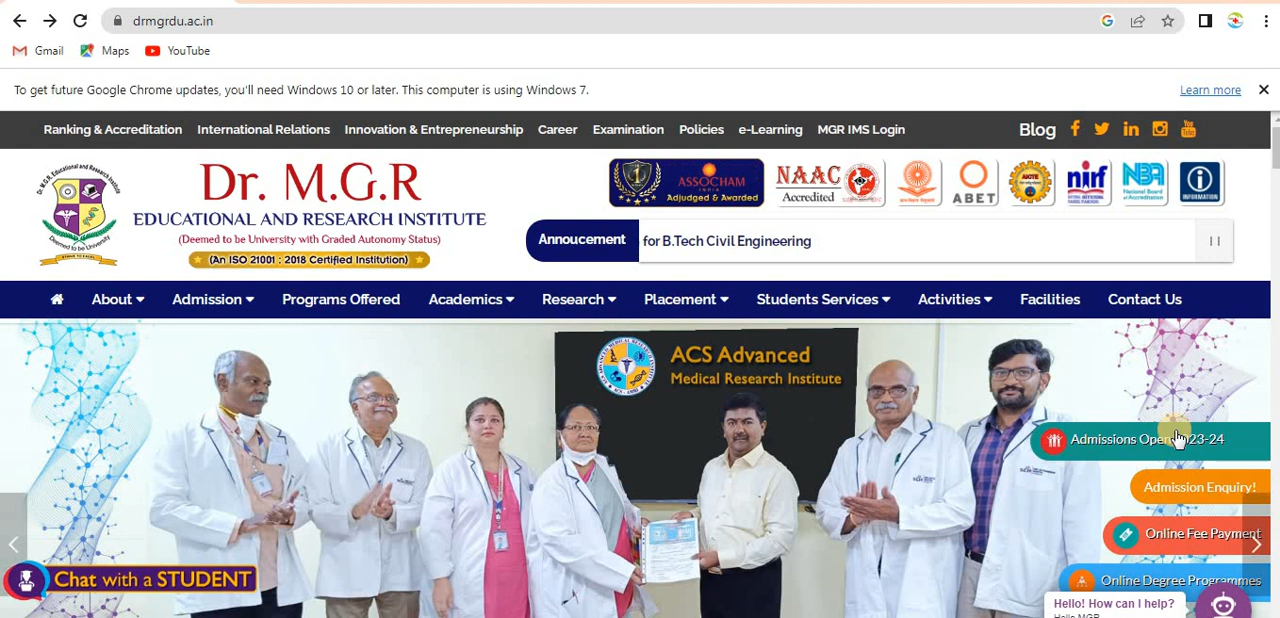 drmgrdu.ac.in
Gmail Maps YouTube
To get future Google Chrome updates, you'll need Windows 10 or later. This computer is using Windows 7. Learn more
Ranking & Accreditation International Relations Innovation & Entrepreneurship Career Examination Policies e-Learning MGR IMS Login Blog
You Tube
Dr. M.G.R
EDUCATIONAL AND RESEARCH INSTITUTE
(Deemed to be University with Graded Autonomy Status)
(An ISO 21001 : 2018 Certified Institution)
1 ASSOCHAM INDIA
Adjudged & Awarded
NAAC
Accredited
ABET
AICTE
nirf
NBA
National Board of Accreditation
INFORMATION
Annoucement for B.Tech Civil Engineering
About Admission Programs Offered Academics Research Placement Students Services Activities Facilities Contact Us
ACS Advanced
Medical Research Institute
Admissions Open 23-24
Admission Enquiry!
Online Fee Payment
Online Degree Programmes
Chat with a STUDENT
Hello! How can I help?
Hello MGR